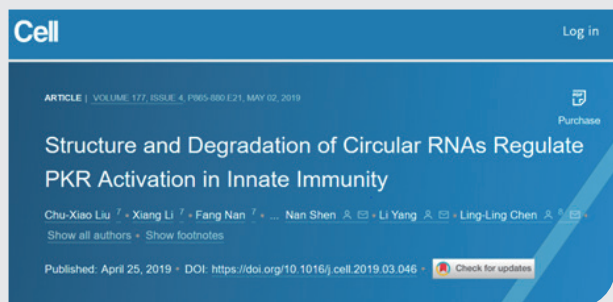 Cell
Log in
ARTICLE | VOLUME 177, ISSUE 4, P865-880.E21, MAY 02, 2019
PDF
Purchase
Structure and Degradation of Circular RNAs Regulate
PKR Activation in Innate Immunity
Chu-Xiao Liu 7 • Xiang Li 7 • Fang Nan 7 • ... Nan Shen • Li Yang • Ling-Ling Chen 8 •
Show all authors • Show footnotes
Published: April 25, 2019 • DOI: https://doi.org/10.1016/j.cell.2019.03.046 • Check for updates